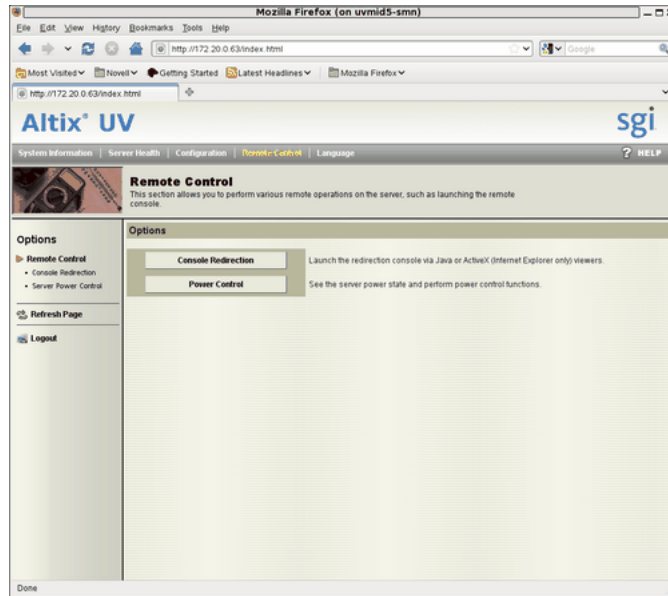 Mozilla Firefox (on uvmid5-smn)
File Edit View History Bookmarks Tools Help
http://172.20.0.63/index.html
Google
Most Visited Novell Getting Started Latest Headlines Mozilla Firefox
http://172.20.0.63/index.html
Altix® UV
sgi
System Information | Server Health | Configuration | Remote Control | Language
? HELP
Remote Control
This section allows you to perform various remote operations on the server, such as launching the remote
console.
Options
Remote Control
• Console Redirection
• Server Power Control
Refresh Page
Logout
Options
Console Redirection Launch the redirection console via Java or ActiveX (Internet Explorer only) viewers.
Power Control See the server power state and perform power control functions.
Done